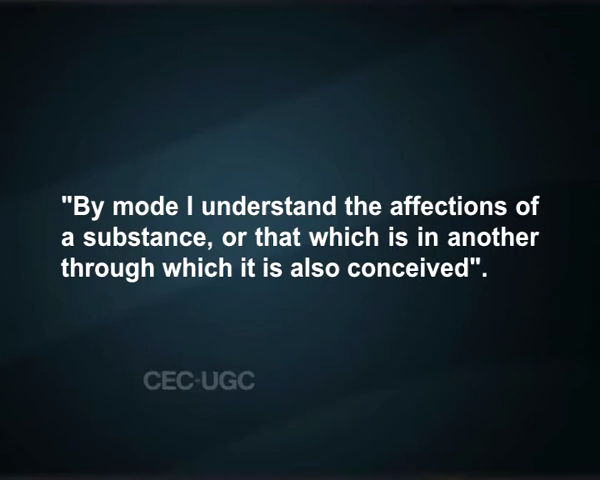 "By mode I understand the affections of
a substance, or that which is in another
through which it is also conceived".
CEC-UGC